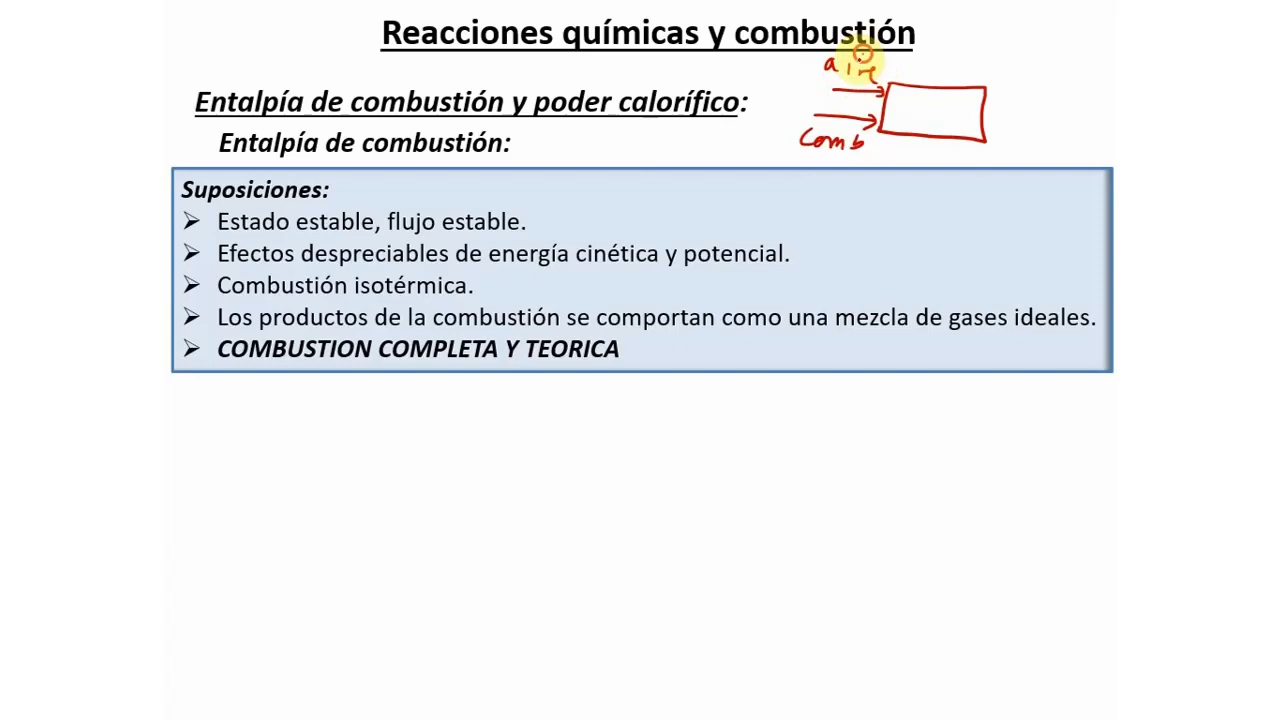 Reacciones químicas y combustión
aire
Entalpía de combustión y poder calorífico:
Comb
Entalpía de combustión:
Suposiciones:
➢ Estado estable, flujo estable.
➢ Efectos despreciables de energía cinética y potencial.
➢ Combustión isotérmica.
➢ Los productos de la combustión se comportan como una mezcla de gases ideales.
➢ COMBUSTION COMPLETA Y TEORICA